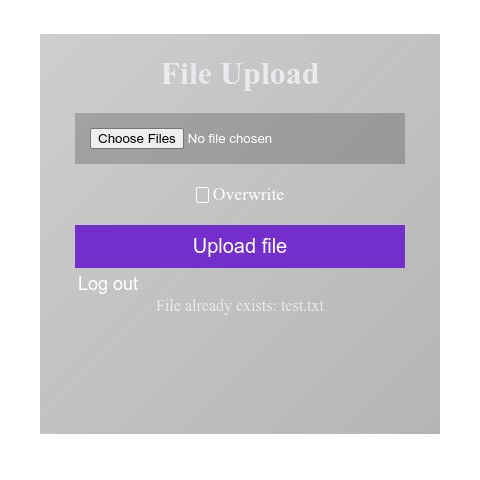 File Upload
Choose Files No file chosen
Overwrite
Upload file
Log out
File already exists: test.txt